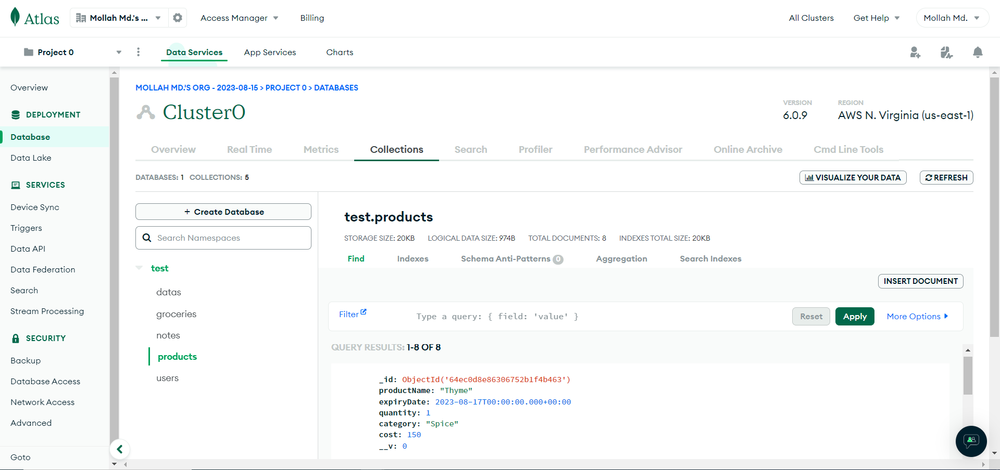 Atlas
Mollah Md.'s ...
Access Manager
Billing
All Clusters
Get Help
Mollah Md.
Project 0
Data Services
App Services
Charts
Overview
DEPLOYMENT
Database
Data Lake
SERVICES
Device Sync
Triggers
Data API
Data Federation
Search
Stream Processing
SECURITY
Backup
Database Access
Network Access
Advanced
Goto
MOLLAH MD.'S ORG - 2023-08-15 > PROJECT 0 > DATABASES
Cluster0
VERSION
6.0.9
REGION
AWS N. Virginia (us-east-1)
Overview
Real Time
Metrics
Collections
Search
Profiler
Performance Advisor
Online Archive
Cmd Line Tools
DATABASES: 1 COLLECTIONS: 5
VISUALIZE YOUR DATA
REFRESH
+ Create Database
Search Namespaces
test
datas
groceries
notes
products
users
test.products
STORAGE SIZE: 20KB LOGICAL DATA SIZE: 974B TOTAL DOCUMENTS: 8 INDEXES TOTAL SIZE: 20KB
Find
Indexes
Schema Anti-Patterns 0
Aggregation
Search Indexes
INSERT DOCUMENT
Filter
Type a query: { field: 'value' }
Reset
Apply
More Options
QUERY RESULTS: 1-8 OF 8
_id: ObjectId('64ec0d8e86306752b1f4b463')
productName: "Thyme"
expiryDate: 2023-08-17T00:00:00.000+00:00
quantity: 1
category: "Spice"
cost: 150
__v: 0